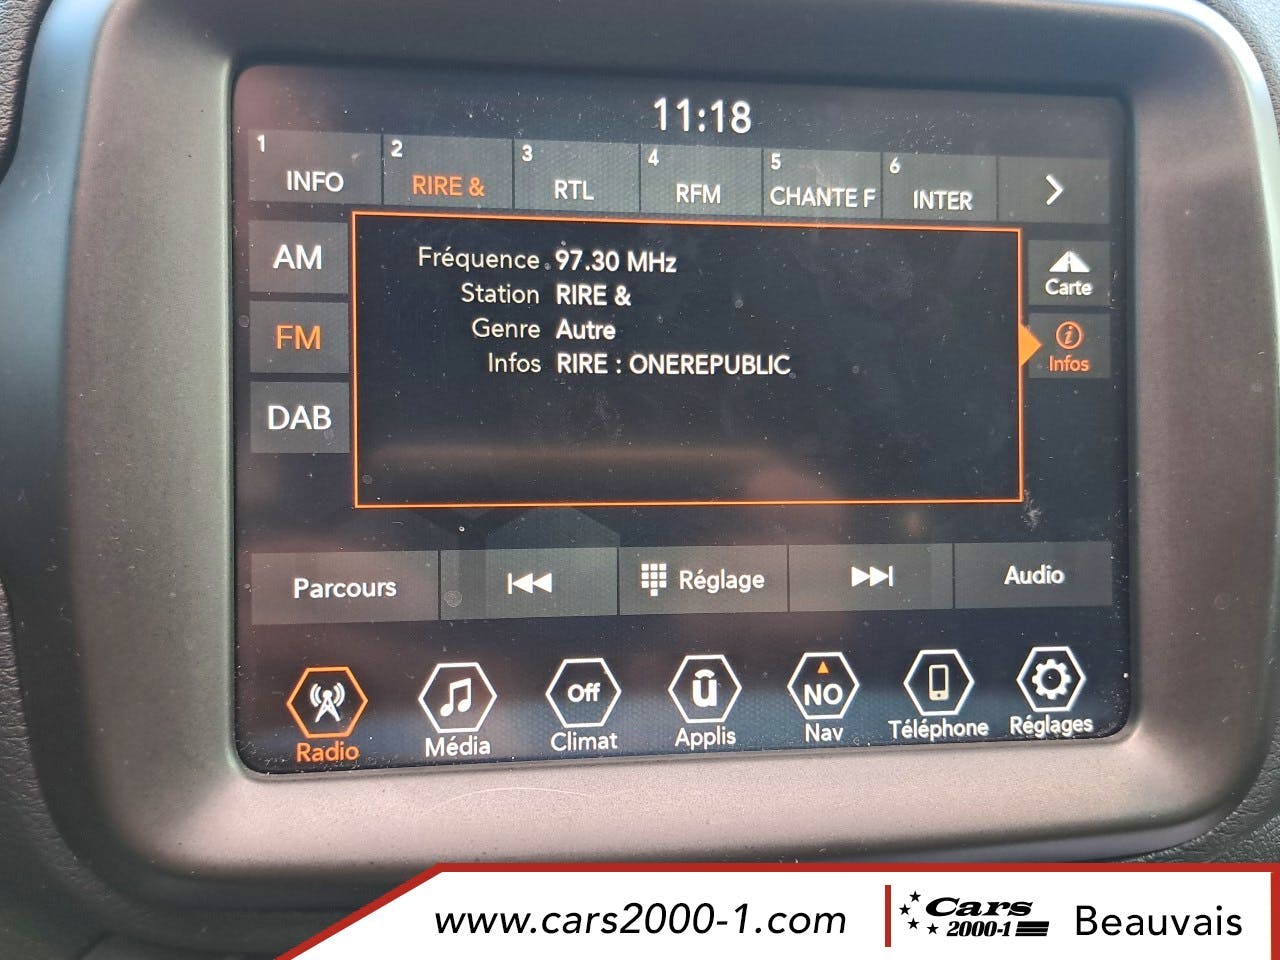 11:18
1 INFO 2 RIRE & 3 RTL 4 RFM 5 CHANTE F 6 INTER
AM
FM
DAB
Fréquence 97.30 MHz
Station RIRE &
Genre Autre
Infos RIRE : ONEREPUBLIC
Carte
Infos
Parcours Réglage Audio
Off NO
Radio Média Climat Applis Nav Téléphone Réglages
www.cars2000-1.com Cars 2000-1 Beauvais